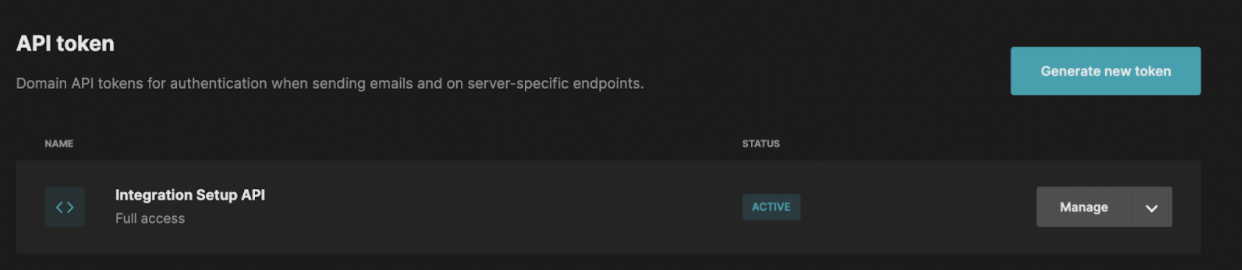 API token
Generate new token
Domain API tokens for authentication when sending emails and on server-specific endpoints.
NAME
STATUS
Integration Setup API
Full access
ACTIVE
Manage